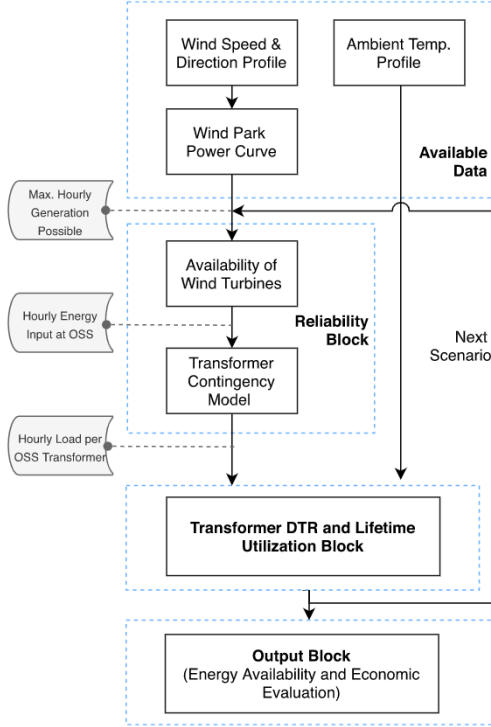 Wind Speed &
Direction Profile
Ambient Temp.
Profile
Wind Park
Power Curve
Available
Data
Max. Hourly
Generation
Possible
Availability of
Wind Turbines
Hourly Energy
Input at OSS
Reliability
Block
Next
Scenario
Transformer
Contingency
Model
Hourly Load per
OSS Transformer
Transformer DTR and Lifetime
Utilization Block
Output Block
(Energy Availability and Economic
Evaluation)